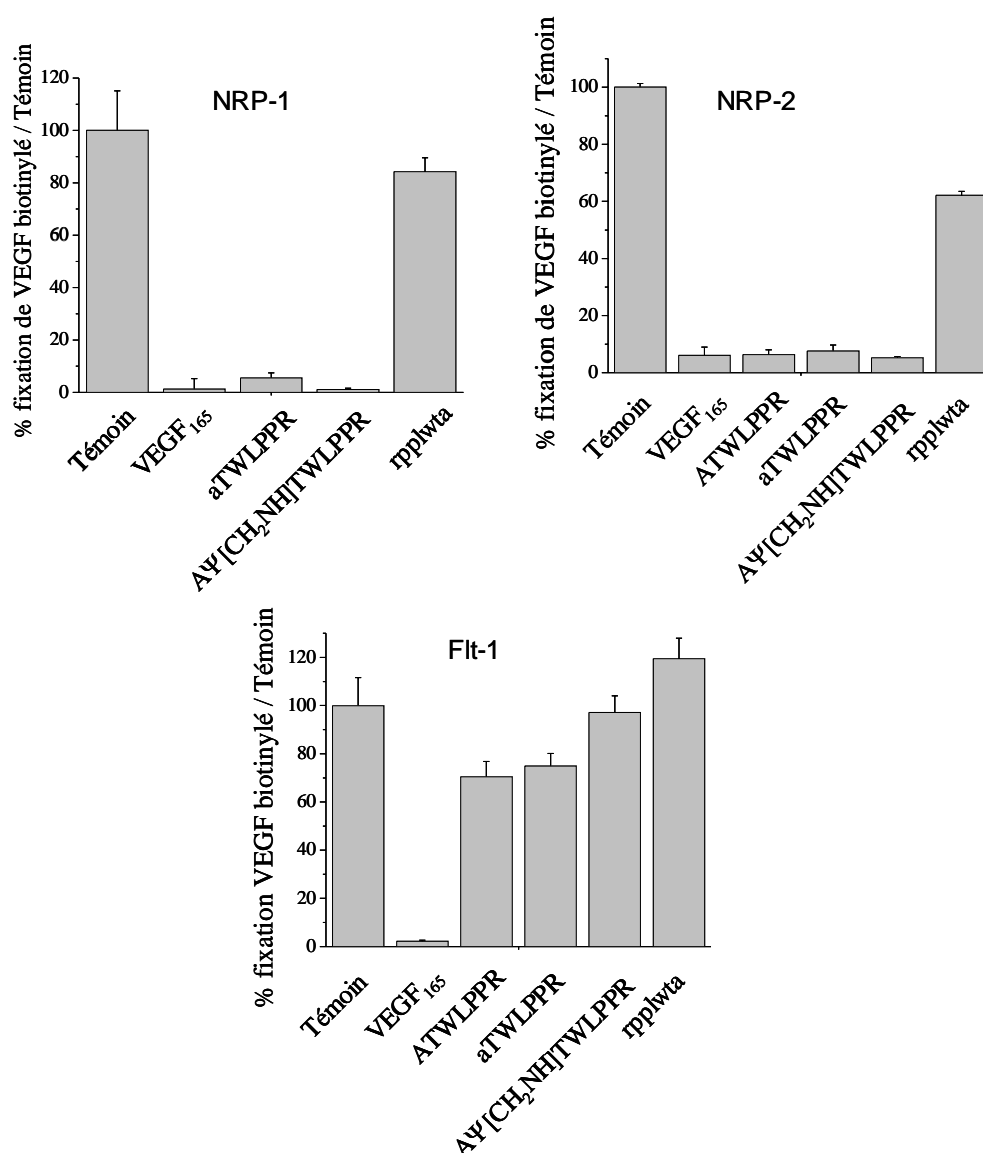 % fixation de VEGF biotinylé / Témoin
NRP-1
120
100
80
60
40
20
0
Témoin
VEGF165
aTWLPPR
AΨ[CH2NH]TWLPPR
rpplwta
% fixation de VEGF biotinylé / Témoin
NRP-2
100
80
60
40
20
0
Témoin
VEGF165
ATWLPPR
aTWLPPR
AΨ[CH2NH]TWLPPR
rpplwta
% fixation VEGF biotinylé / Témoin
Flt-1
120
100
80
60
40
20
0
Témoin
VEGF165
ATWLPPR
aTWLPPR
AΨ[CH2NH]TWLPPR
rpplwta